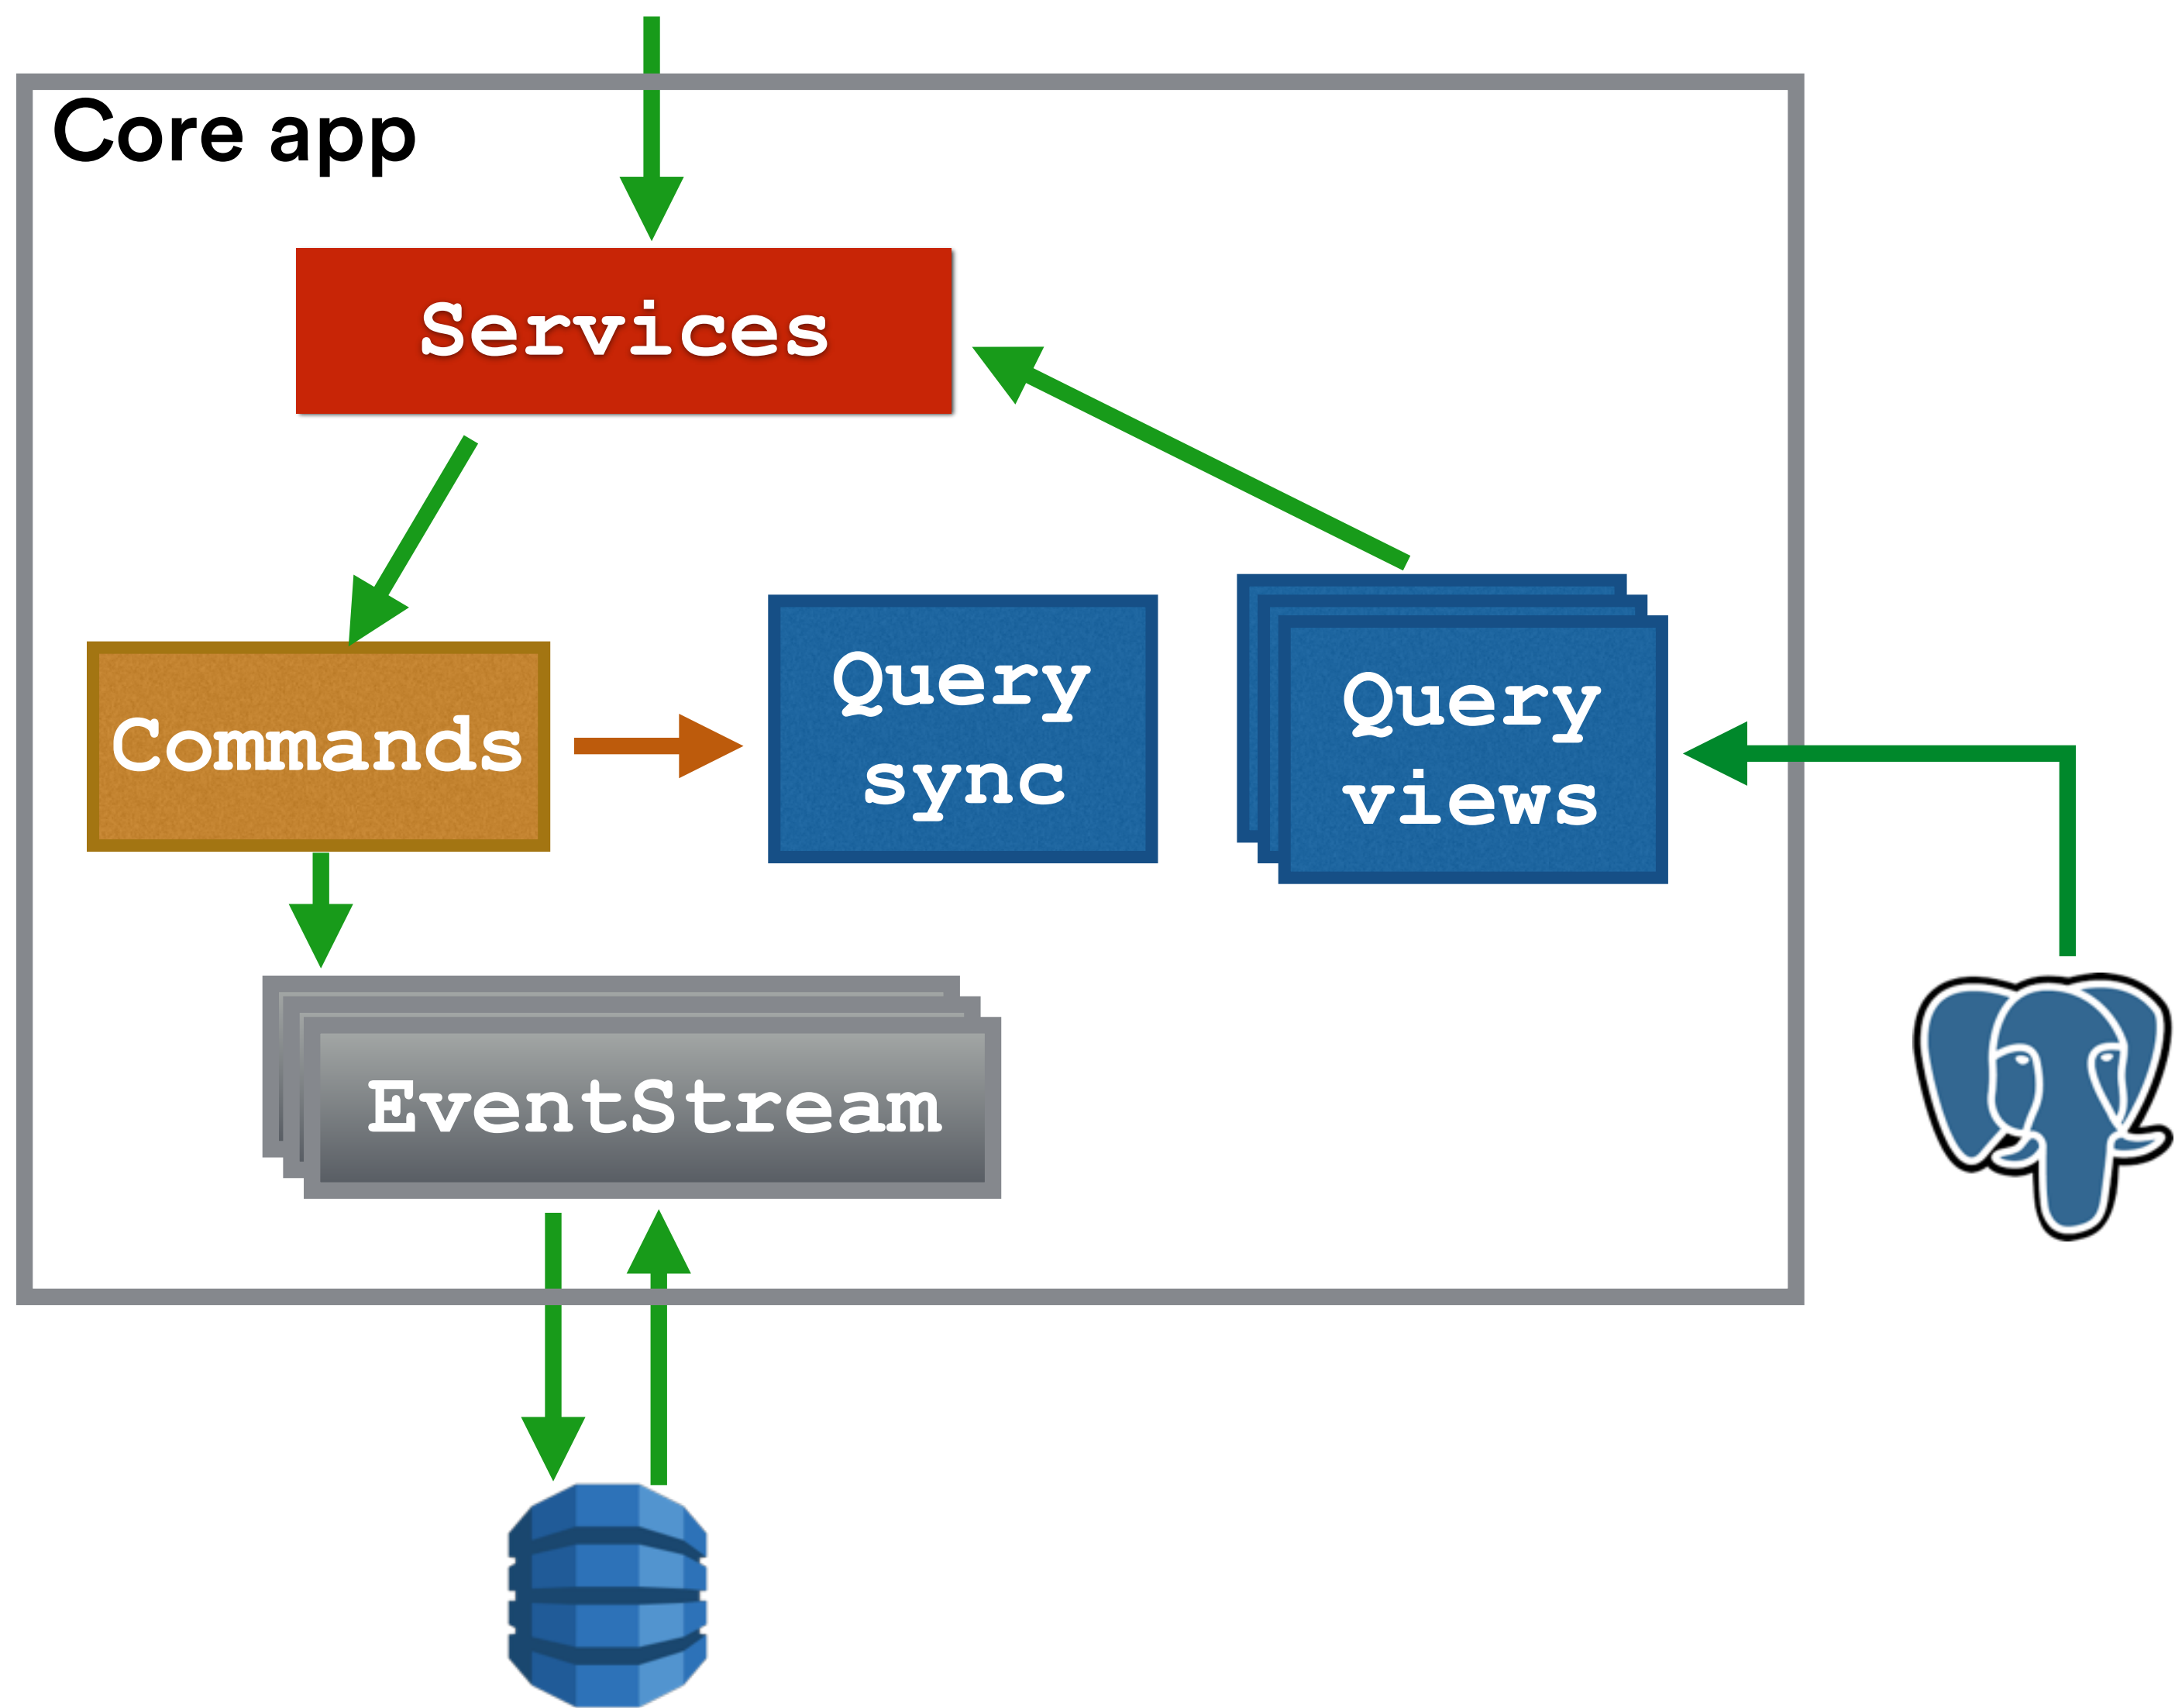 Core app
Services
Commands
Query
sync
Query
views
EventStream